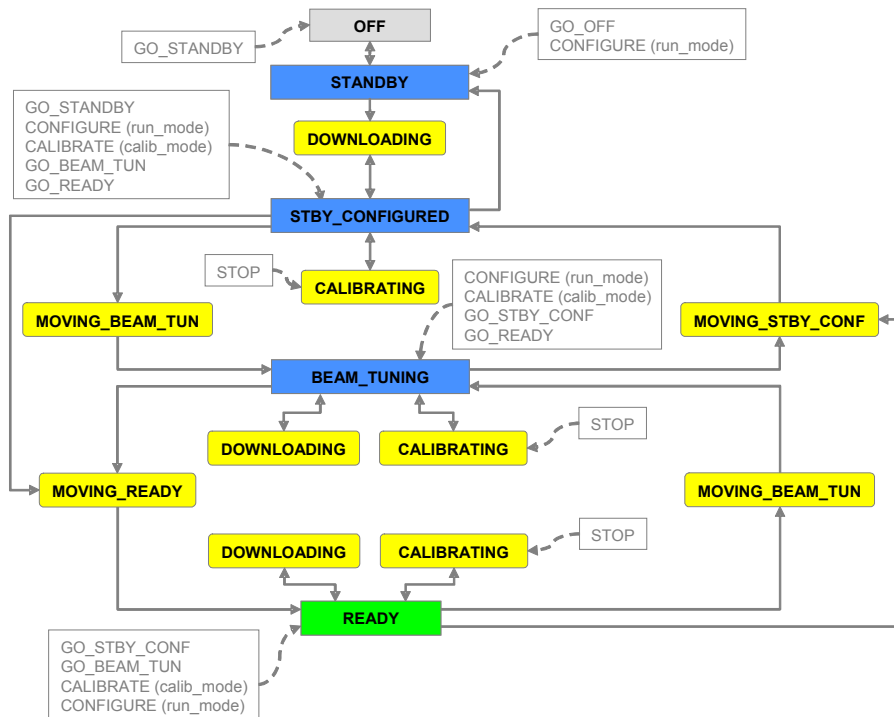 OFF
GO_STANDBY
GO_OFF
CONFIGURE (run_mode)
STANDBY
GO_STANDBY
CONFIGURE (run_mode)
CALIBRATE (calib_mode)
GO_BEAM_TUN
GO_READY
DOWNLOADING
STBY_CONFIGURED
STOP
CALIBRATING
CONFIGURE (run_mode)
CALIBRATE (calib_mode)
GO_STBY_CONF
GO_READY
MOVING_BEAM_TUN
MOVING_STBY_CONF
BEAM_TUNING
DOWNLOADING
CALIBRATING
STOP
MOVING_READY
MOVING_BEAM_TUN
DOWNLOADING
CALIBRATING
STOP
READY
GO_STBY_CONF
GO_BEAM_TUN
CALIBRATE (calib_mode)
CONFIGURE (run_mode)